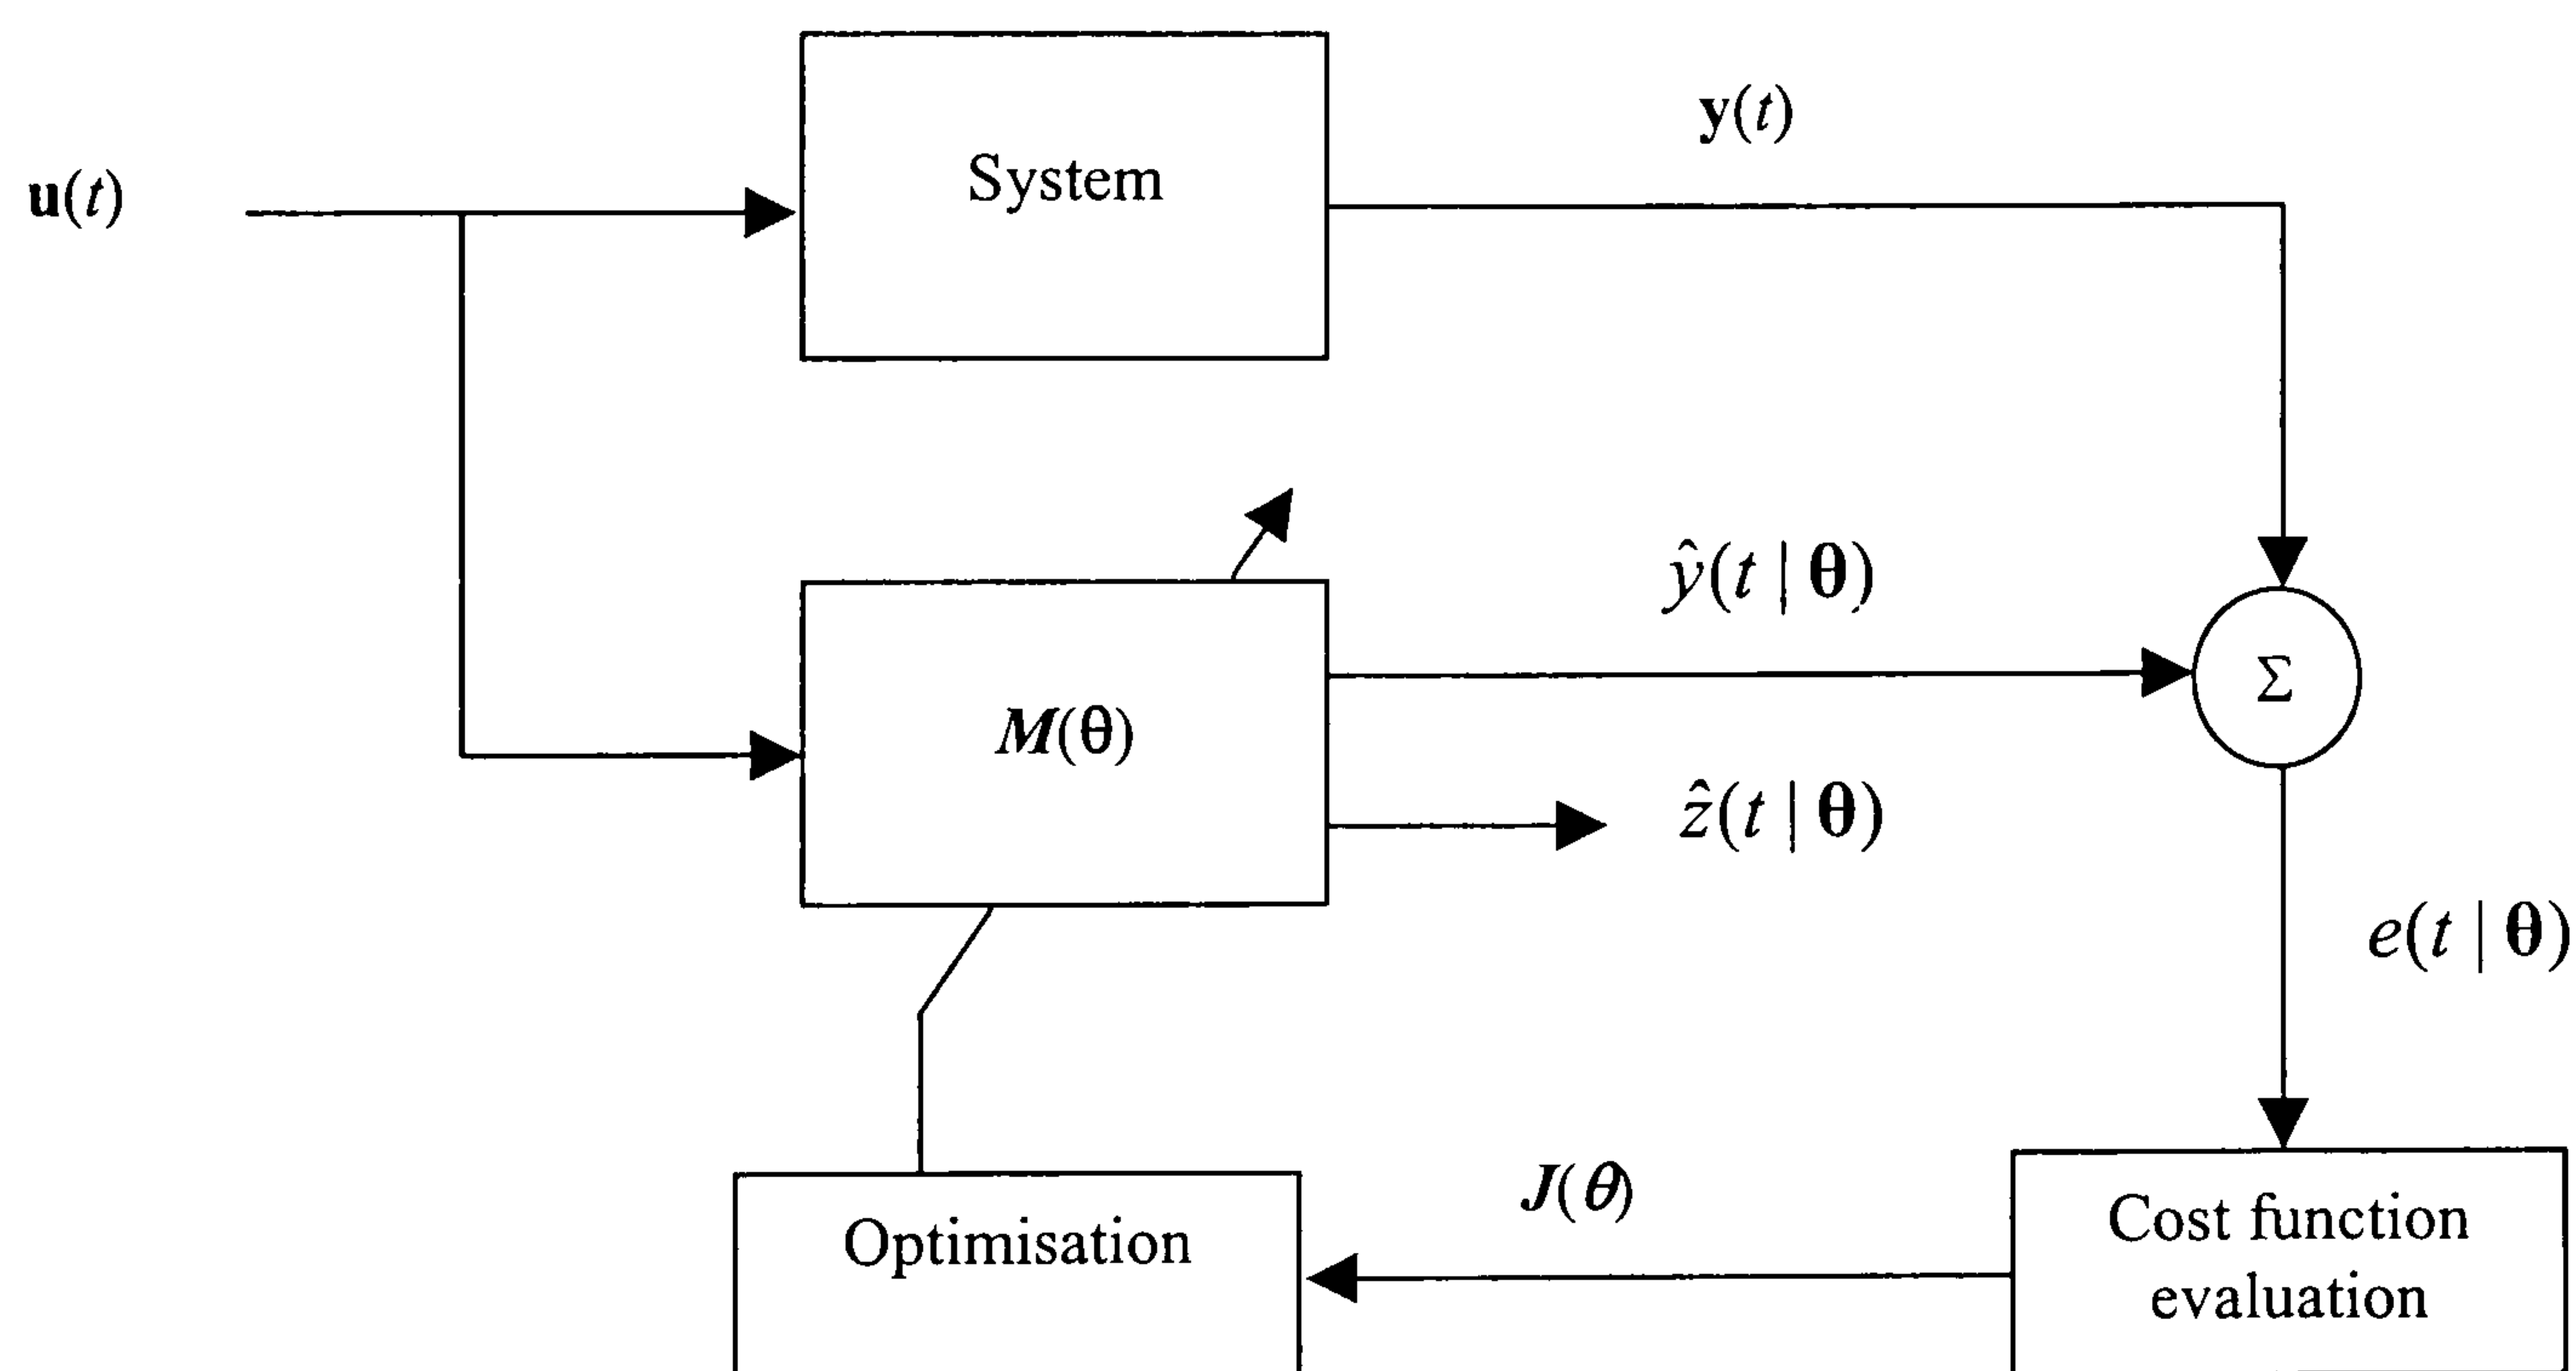 y(t)
u(t)
System
ŷ(t | θ)
M(θ)
Σ
ẑ(t | θ)
e(t | θ)
J(θ)
Optimisation
Cost function
evaluation